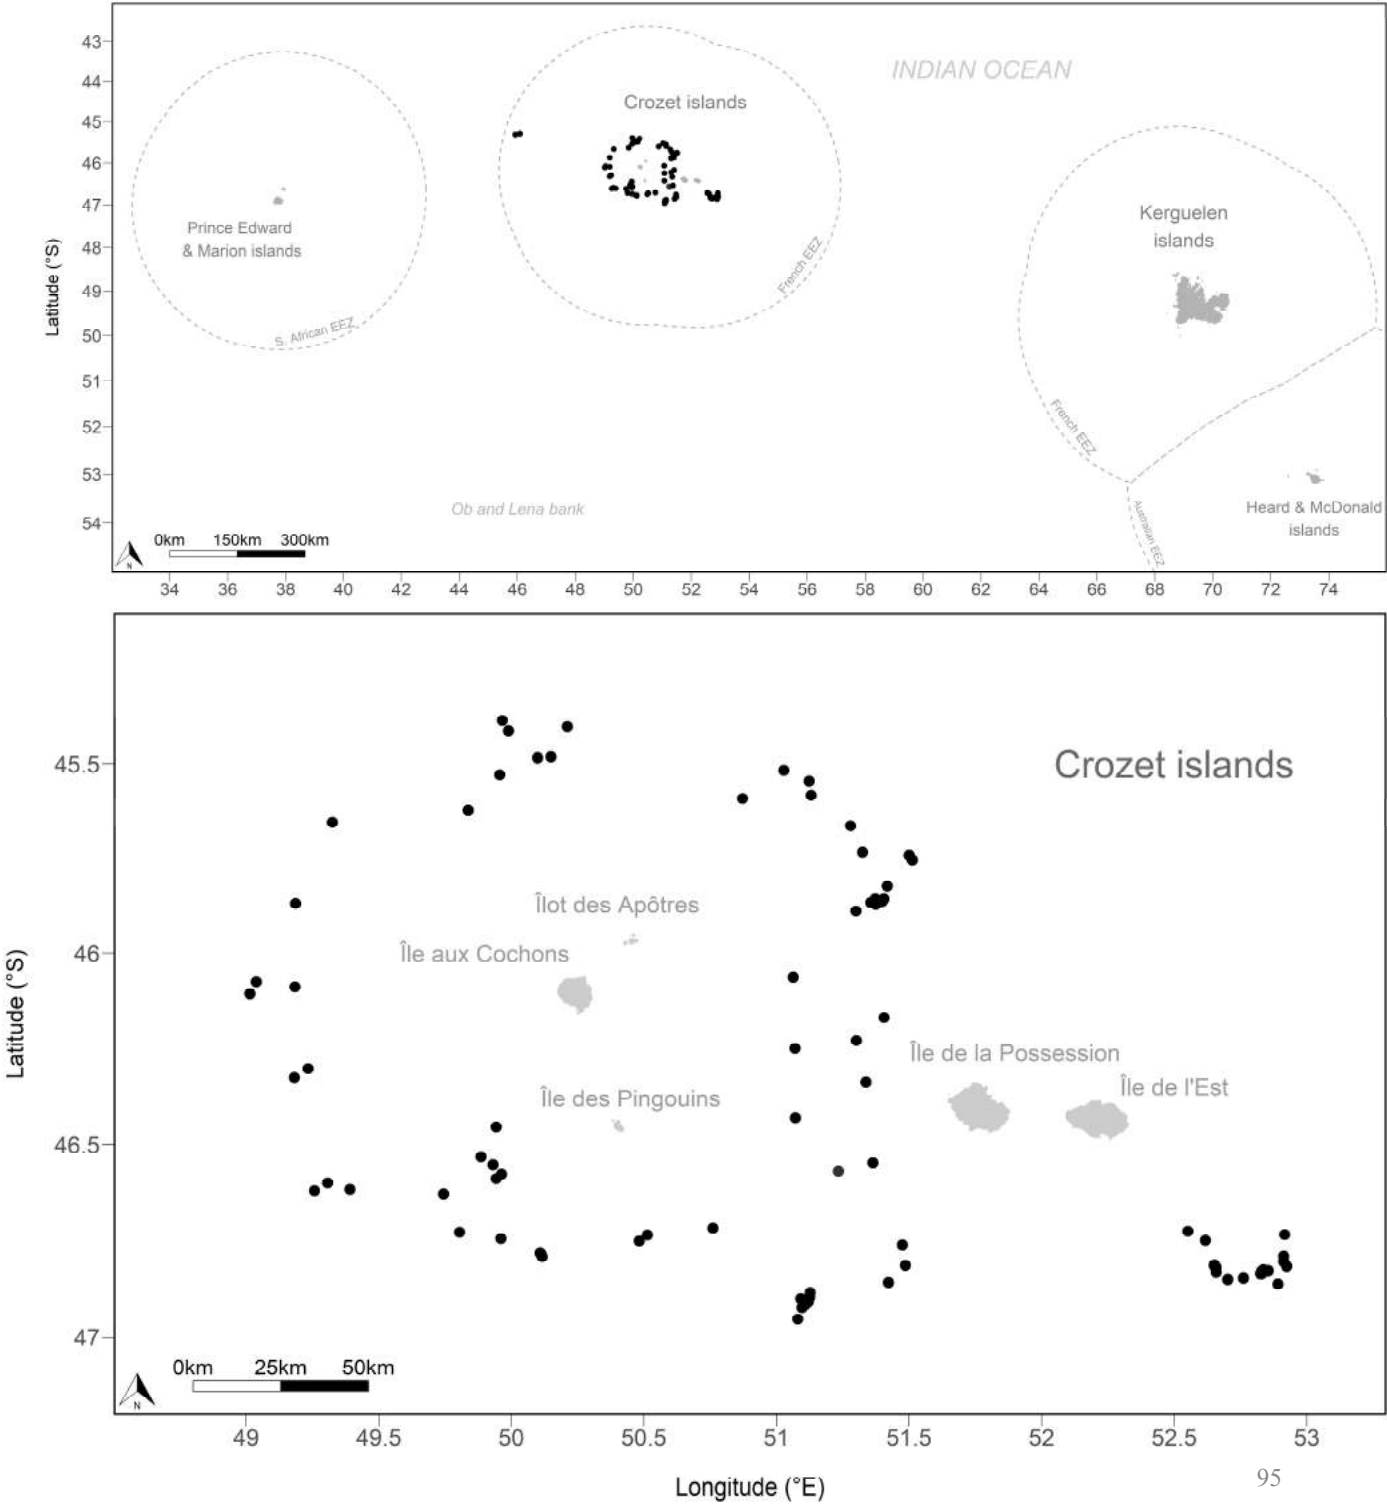 43
44
45
46
47
48
49
50
51
52
53
54
Latitude (°S)
INDIAN OCEAN
Crozet islands
Prince Edward
& Marion islands
S. African EEZ
French EEZ
Kerguelen
islands
French EEZ
Australian EEZ
Heard & McDonald
islands
Ob and Lena bank
0km 150km 300km
N
34 36 38 40 42 44 46 48 50 52 54 56 58 60 62 64 66 68 70 72 74
45.5
46
46.5
47
Latitude (°S)
Crozet islands
Îlot des Apôtres
Île aux Cochons
Île de la Possession
Île de l'Est
Île des Pingouins
0km 25km 50km
N
49 49.5 50 50.5 51 51.5 52 52.5 53
Longitude (°E)
95